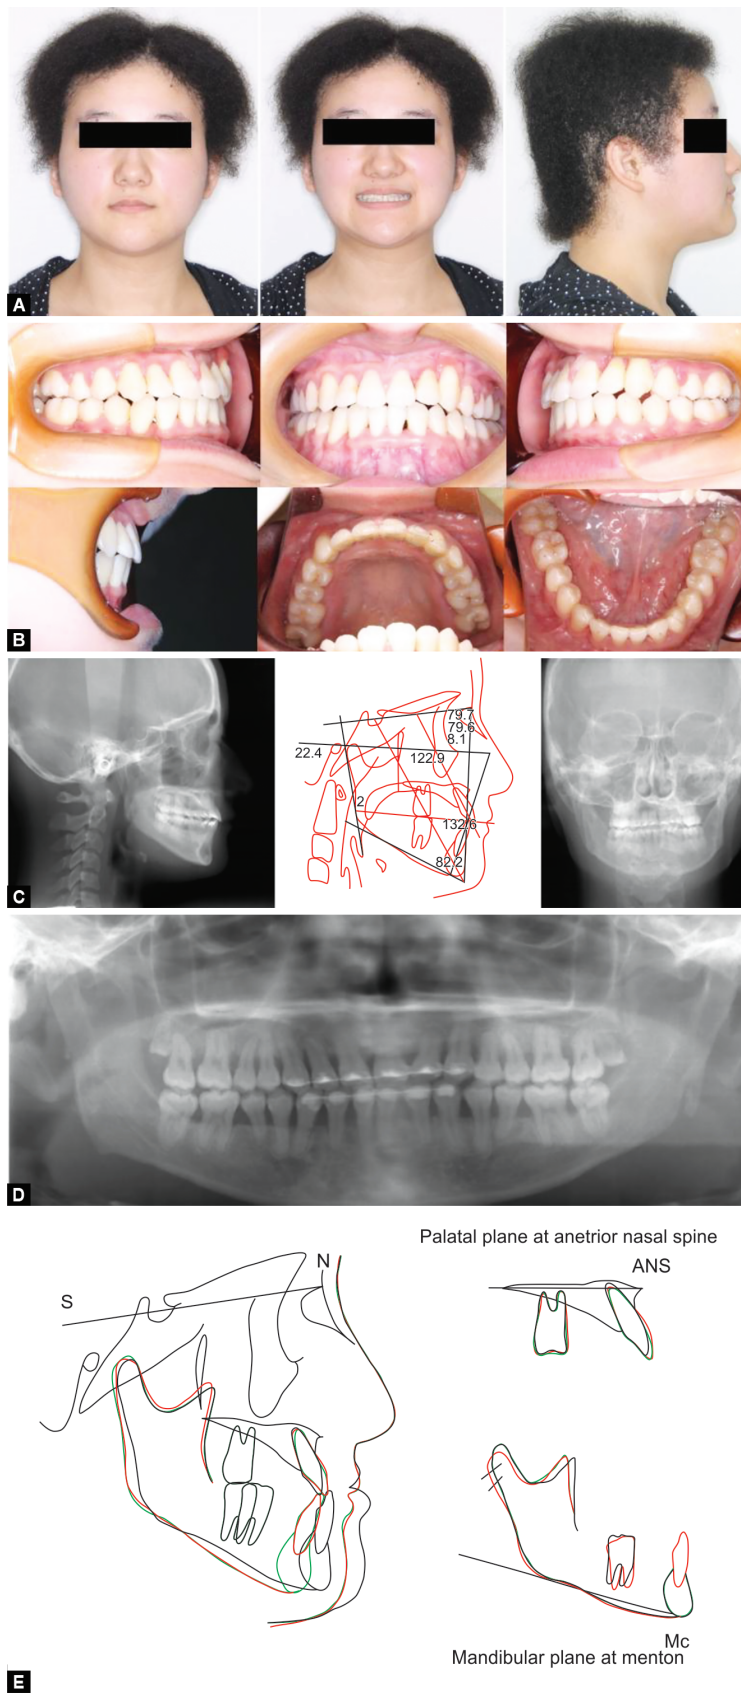 A
B
79.7
79.6
8.1
22.4
122.9
2
132.6
82.2
C
D
Palatal plane at anetrior nasal spine
ANS
N
S
Mc
Mandibular plane at menton
E